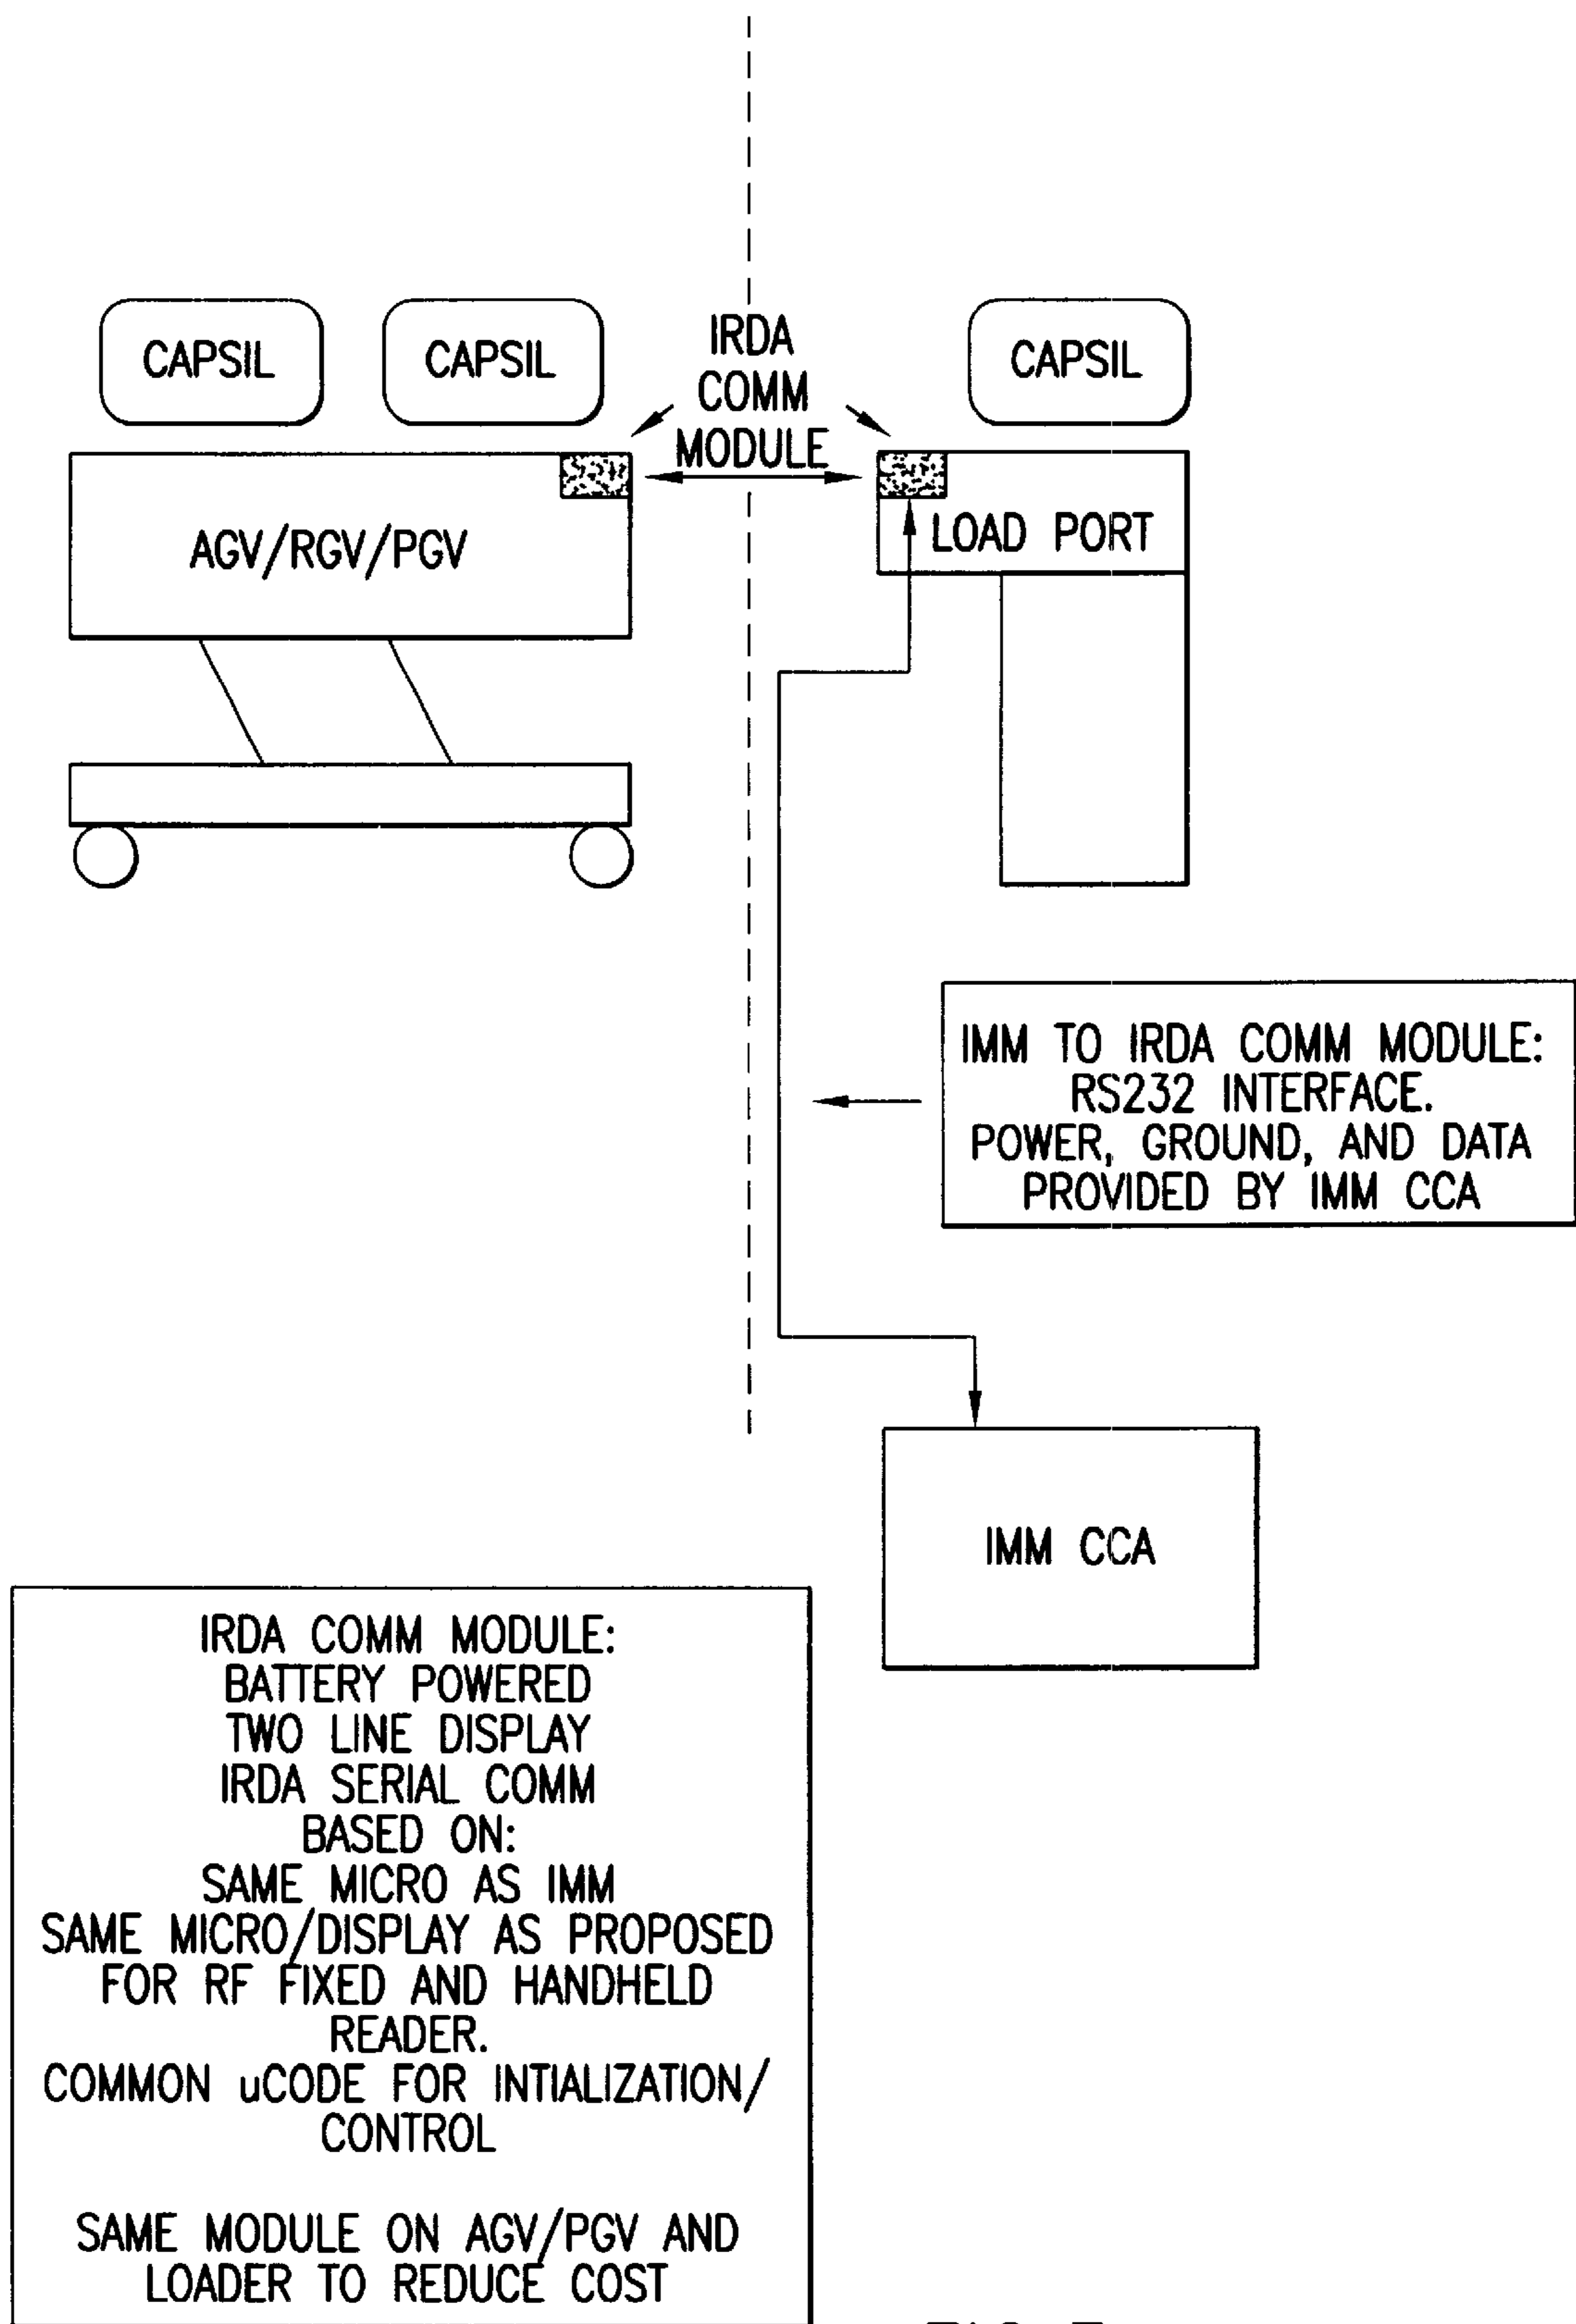 CAPSIL
CAPSIL
IRDA
COMM
MODULE
CAPSIL
AGV/RGV/PGV
LOAD PORT
IMM TO IRDA COMM MODULE:
RS232 INTERFACE.
POWER, GROUND, AND DATA
PROVIDED BY IMM CCA
IMM CCA
IRDA COMM MODULE:
BATTERY POWERED
TWO LINE DISPLAY
IRDA SERIAL COMM
BASED ON:
SAME MICRO AS IMM
SAME MICRO/DISPLAY AS PROPOSED
FOR RF FIXED AND HANDHELD
READER.
COMMON uCODE FOR INTIALIZATION/
CONTROL
SAME MODULE ON AGV/PGV AND
LOADER TO REDUCE COST